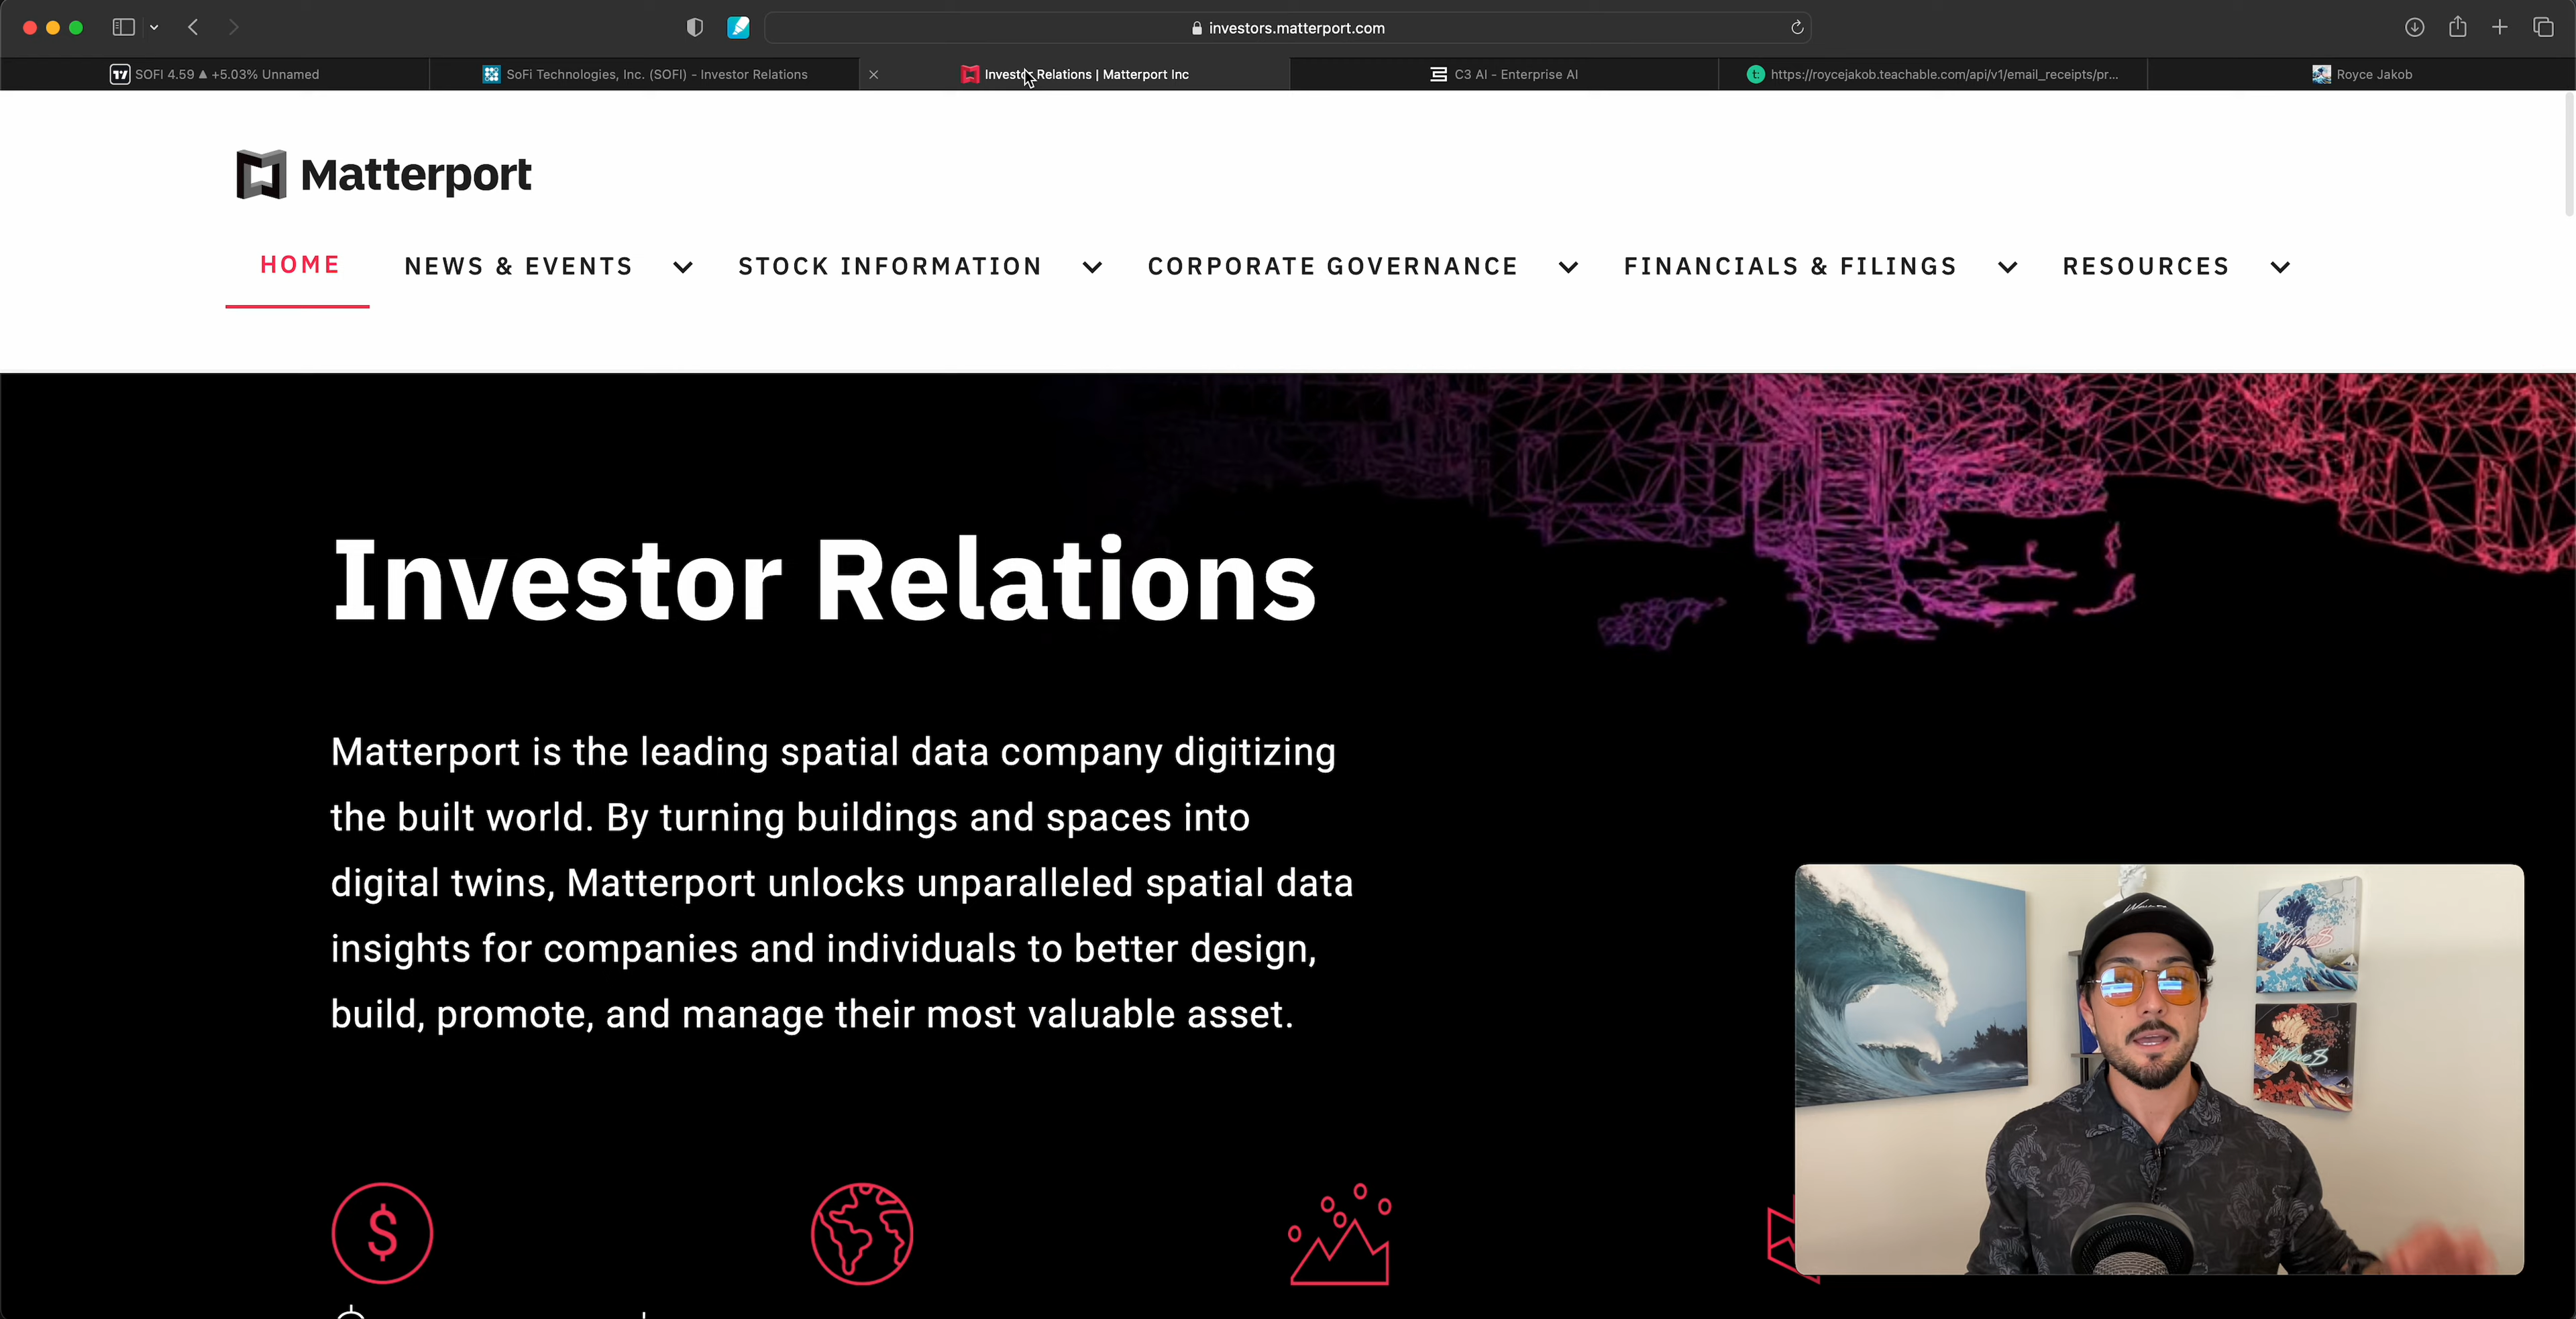 investors.matterport.com
SOFI 4.59 ▲ +5.03% Unnamed
SoFi Technologies, Inc. (SOFI) - Investor Relations
Investor Relations | Matterport Inc
C3 AI - Enterprise AI
https://roycejakob.teachable.com/api/v1/email_receipts/pr...
Royce Jakob
Matterport
HOME
NEWS & EVENTS
STOCK INFORMATION
CORPORATE GOVERNANCE
FINANCIALS & FILINGS
RESOURCES
Investor Relations
Matterport is the leading spatial data company digitizing
the built world. By turning buildings and spaces into
digital twins, Matterport unlocks unparalleled spatial data
insights for companies and individuals to better design,
build, promote, and manage their most valuable asset.
$